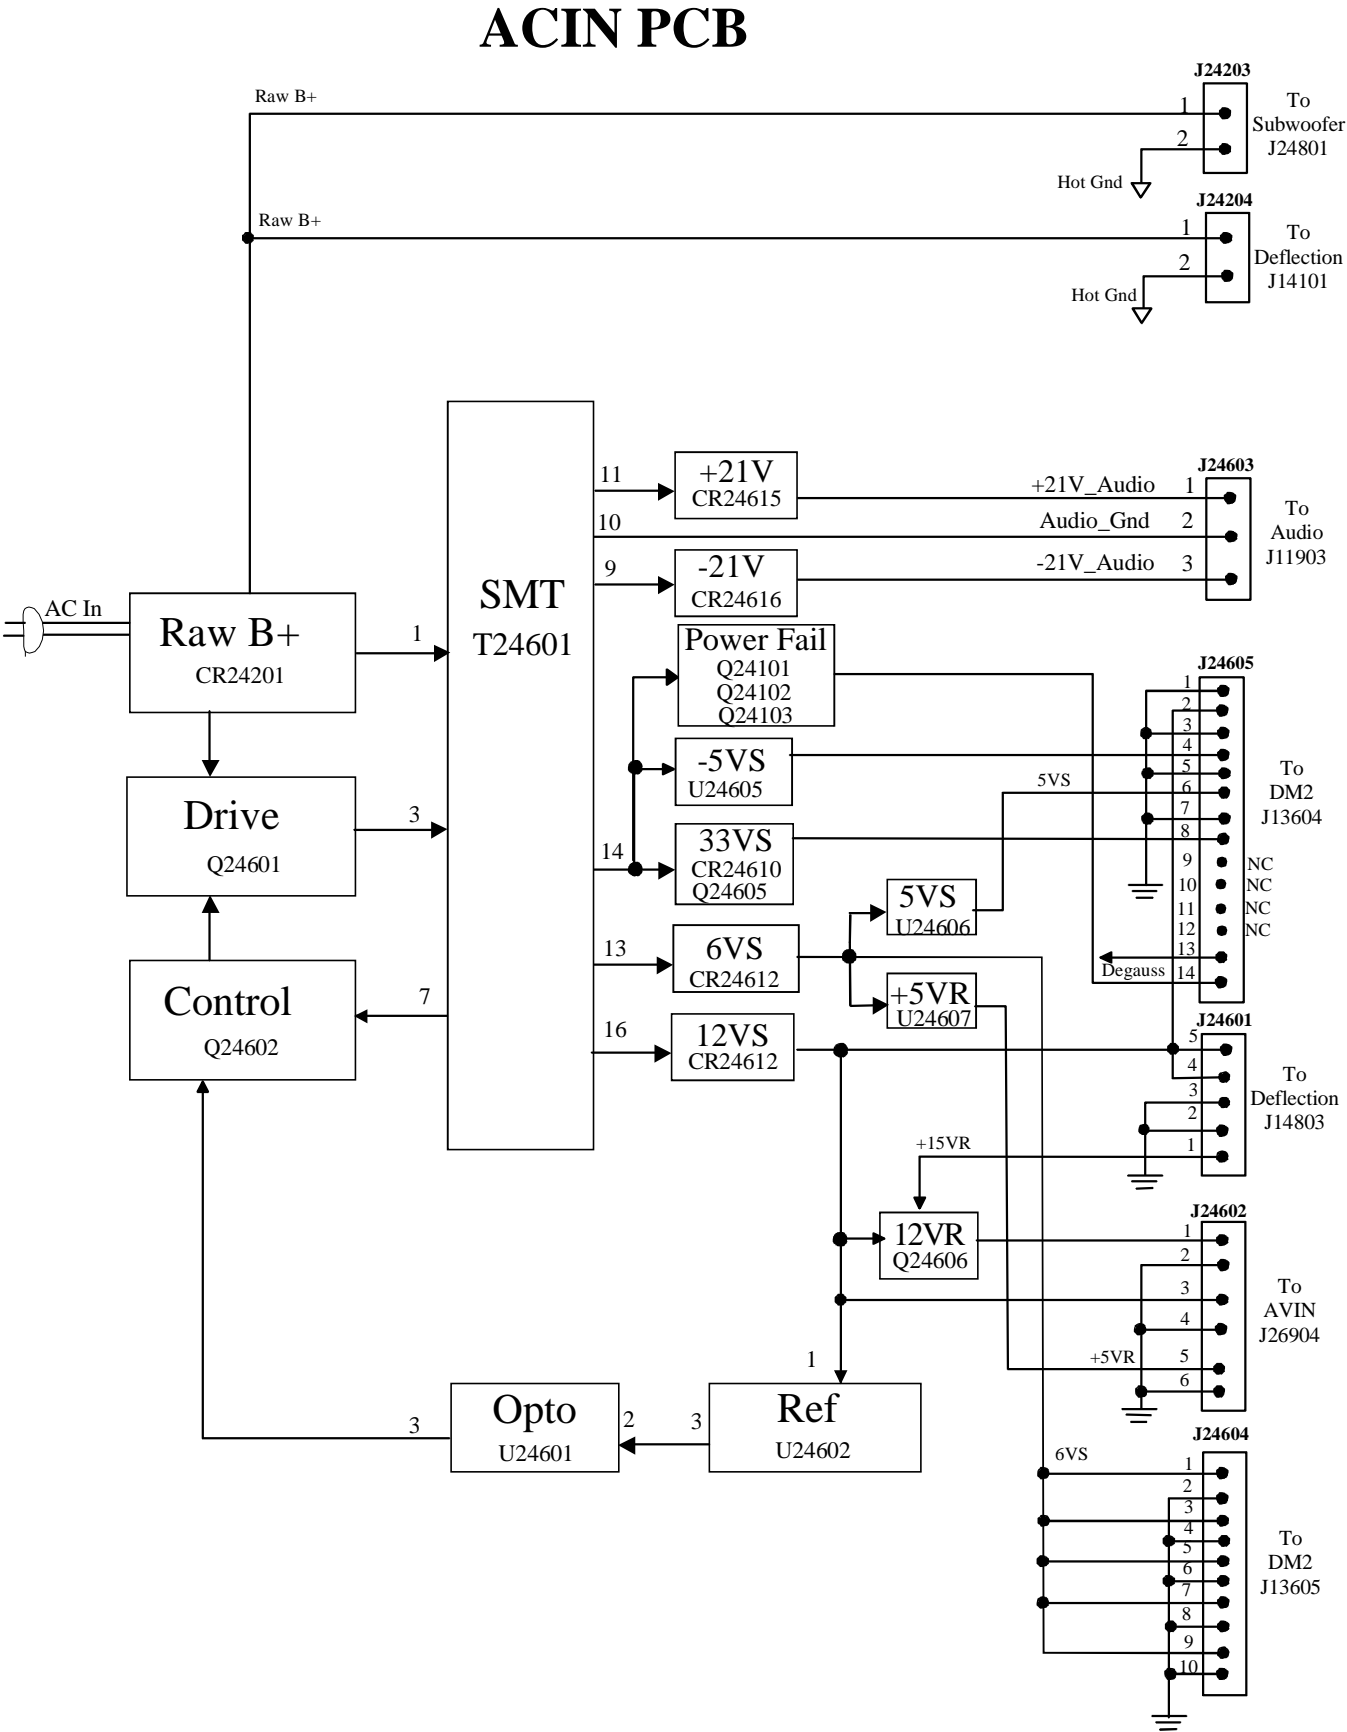 ACIN PCB
J24203
Raw B+
1
2
Hot Gnd
To
Subwoofer
J24801
J24204
Raw B+
1
2
Hot Gnd
To
Deflection
J14101
AC In
Raw B+
CR24201
1
Drive
Q24601
3
Control
Q24602
7
SMT
T24601
11
+21V
CR24615
10
9
-21V
CR24616
Power Fail
Q24101
Q24102
Q24103
-5VS
U24605
14
33VS
CR24610
Q24605
13
6VS
CR24612
16
12VS
CR24612
5VS
U24606
+5VR
U24607
J24603
+21V_Audio
1
Audio_Gnd
2
-21V_Audio
3
To
Audio
J11903
J24605
1
2
3
4
5
5VS
6
7
8
9
NC
10
NC
11
NC
12
NC
13
Degauss
14
To
DM2
J13604
J24601
5
4
3
2
1
+15VR
To
Deflection
J14803
12VR
Q24606
J24602
1
2
3
4
+5VR
5
6
To
AVIN
J26904
1
Ref
U24602
3
2
Opto
U24601
3
J24604
6VS
1
2
3
4
5
6
7
8
9
10
To
DM2
J13605